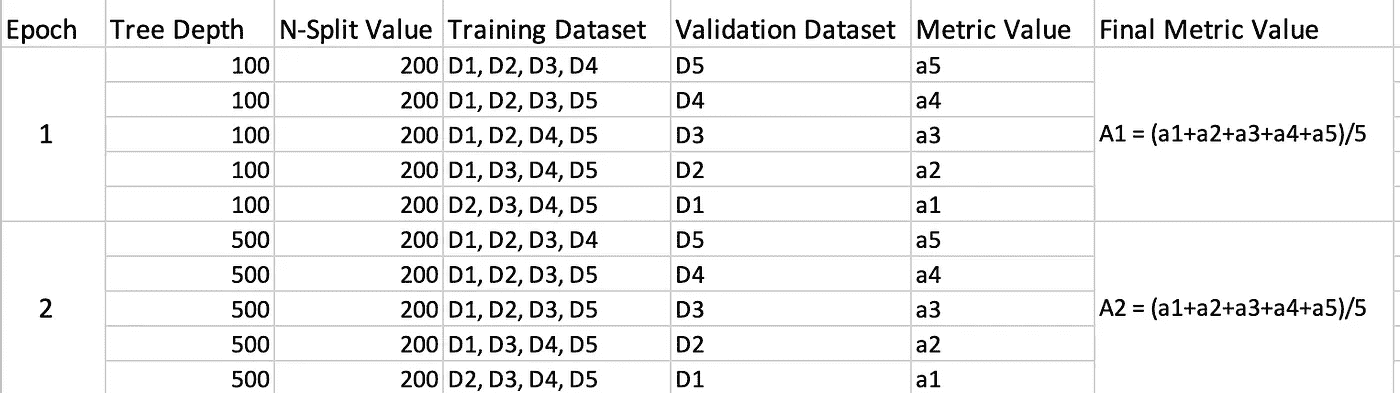 Epoch Tree Depth N-Split Value Training Dataset Validation Dataset Metric Value Final Metric Value
100 200 D1, D2, D3, D4 D5 a5
100 200 D1, D2, D3, D5 D4 a4
1 100 200 D1, D2, D4, D5 D3 a3 A1 = (a1+a2+a3+a4+a5)/5
100 200 D1, D3, D4, D5 D2 a2
100 200 D2, D3, D4, D5 D1 a1
500 200 D1, D2, D3, D4 D5 a5
500 200 D1, D2, D3, D5 D4 a4
2 500 200 D1, D2, D3, D5 D3 a3 A2 = (a1+a2+a3+a4+a5)/5
500 200 D1, D3, D4, D5 D2 a2
500 200 D2, D3, D4, D5 D1 a1